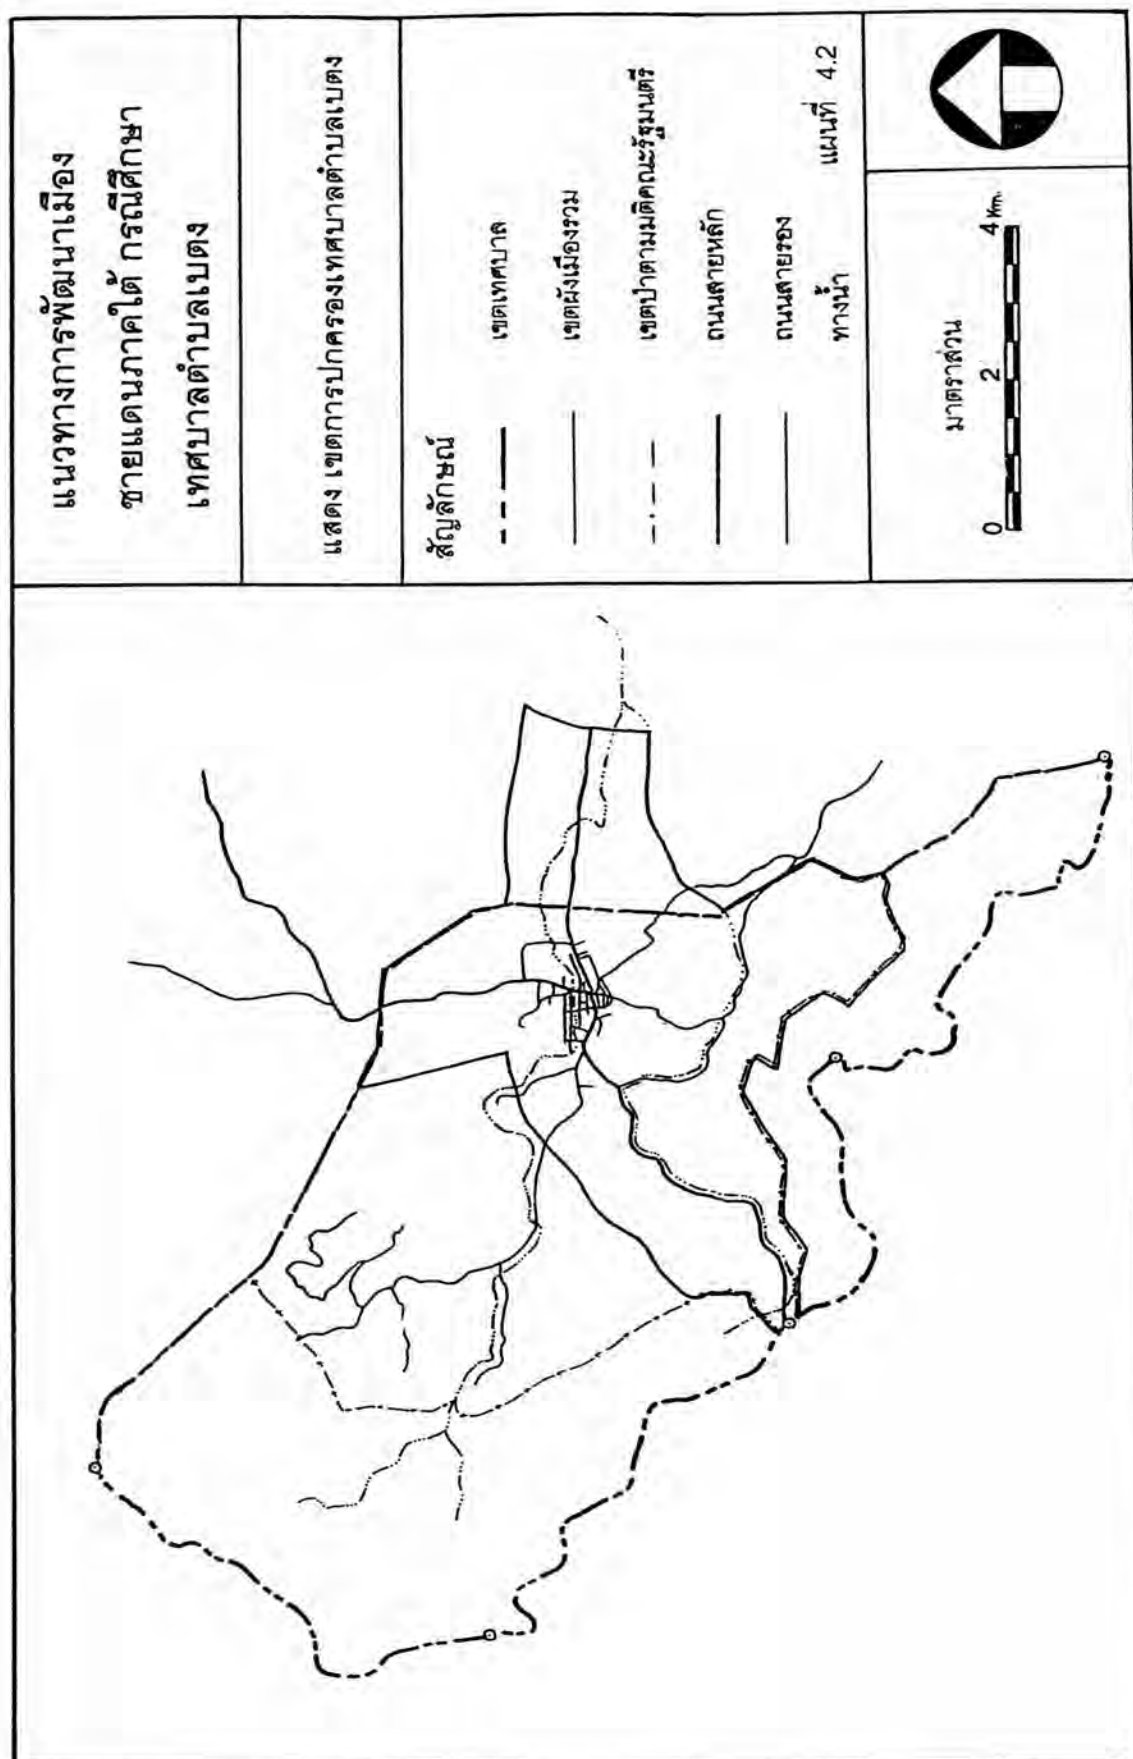 แนวทางการพัฒนาเมือง
ชายแดนภาคใต้ กรณีศึกษา
เทศบาลตำบลเบตง
แสดง เขตการปกครองเทศบาลตำบลเบตง
สัญลักษณ์
เขตเทศบาล
เขตผังเมืองรวม
เขตป่าตามมติคณะรัฐมนตรี
ถนนสายหลัก
ถนนสายรอง
ทางน้ำ
แผนที่ 4.2
มาตราส่วน
0 2 4 Km.